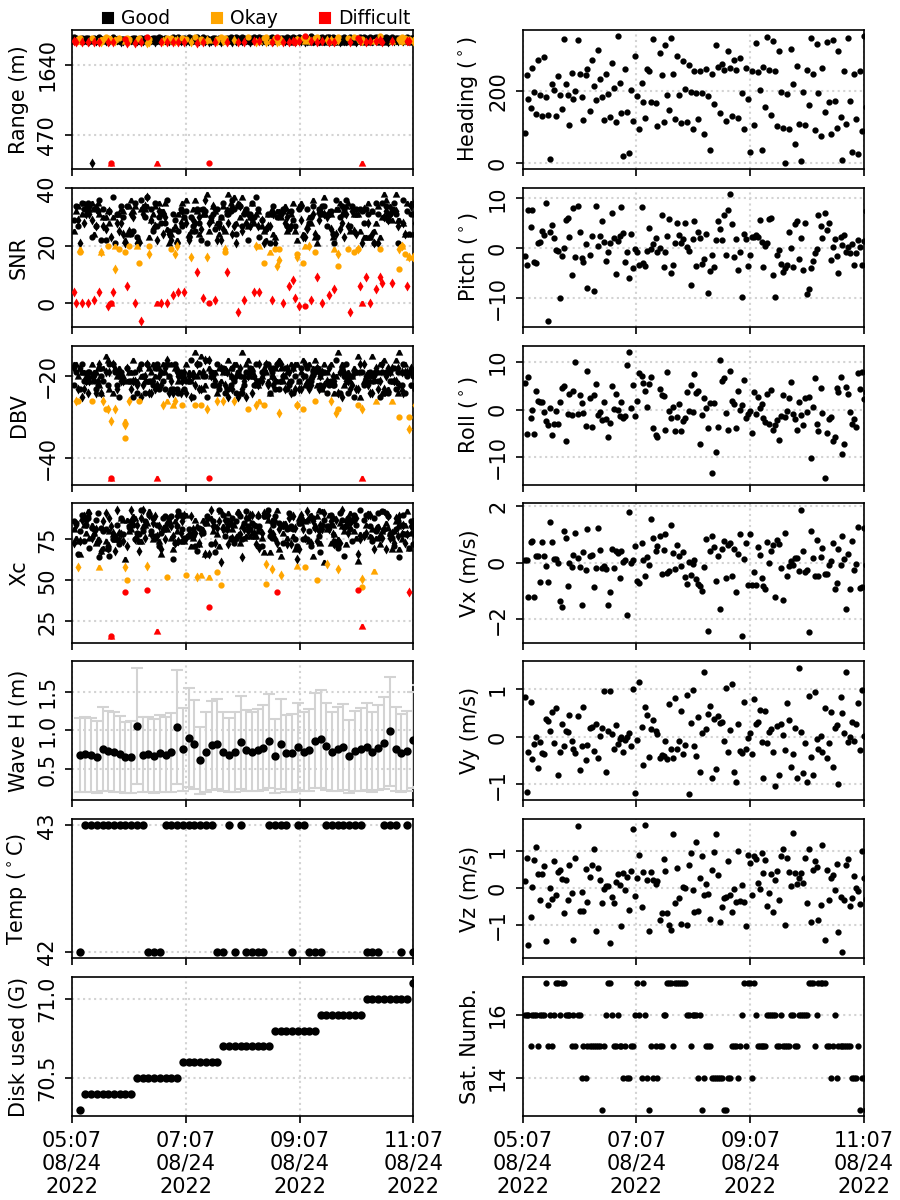 Good Okay Difficult
Range (m)
1640
470
Heading (°)
200
0
SNR
40
20
0
Pitch (°)
10
0
−10
DBV
−20
−40
Roll (°)
10
0
−10
Xc
75
50
25
Vx (m/s)
2
0
−2
Wave H (m)
1.5
1.0
0.5
Vy (m/s)
1
0
−1
Temp (°C)
43
42
Vz (m/s)
1
0
−1
Disk used (G)
71.0
70.5
Sat. Numb.
16
14
05:07 07:07 09:07 11:07 05:07 07:07 09:07 11:07
08/24 08/24 08/24 08/24 08/24 08/24 08/24 08/24
2022 2022 2022 2022 2022 2022 2022 2022